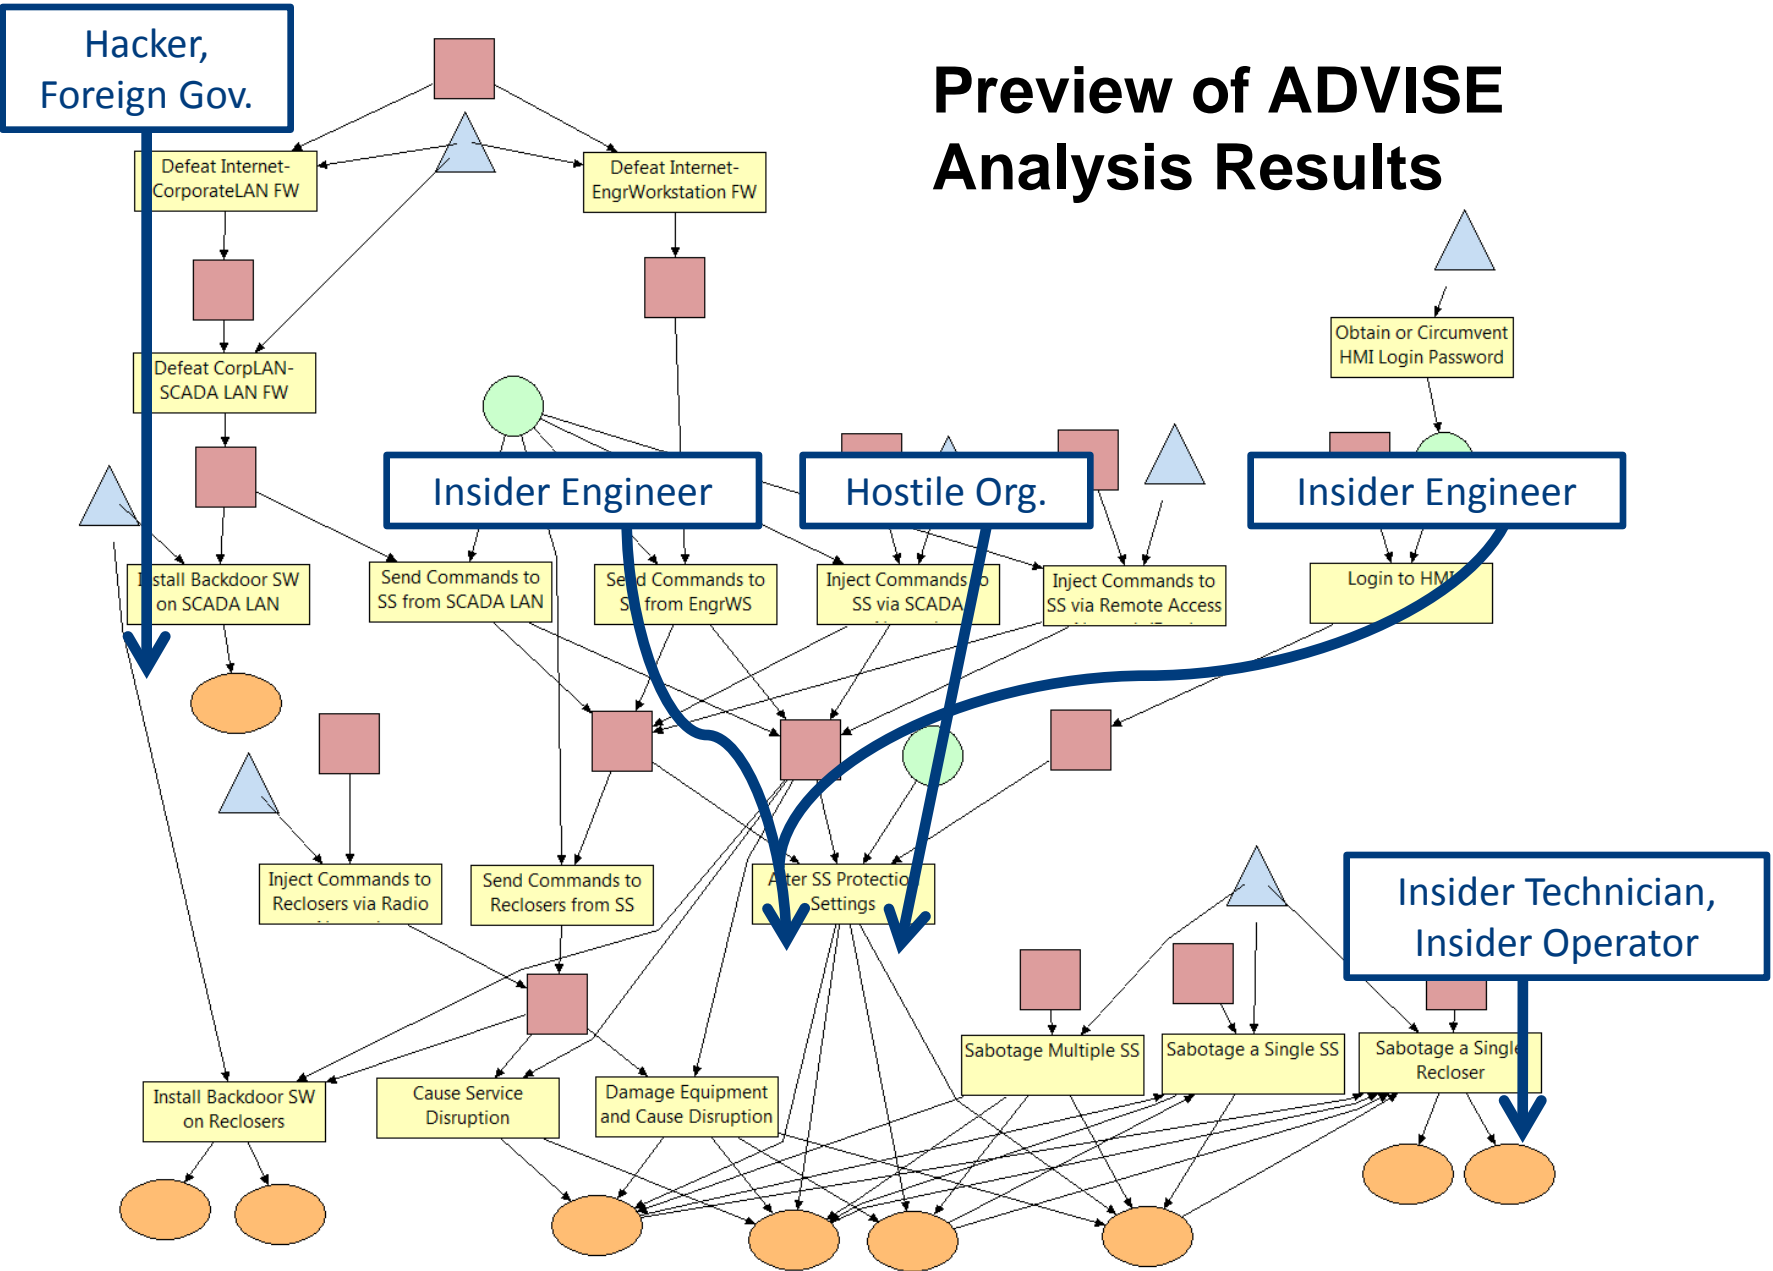 Hacker,
Foreign Gov.
Preview of ADVISE
Analysis Results
Defeat Internet-
CorporateLAN FW
Defeat Internet-
EngrWorkstation FW
Obtain or Circumvent
HMI Login Password
Defeat CorpLAN-
SCADA LAN FW
Insider Engineer
Hostile Org.
Insider Engineer
Install Backdoor SW
on SCADA LAN
Send Commands to
SS from SCADA LAN
Send Commands to
SS from EngrWS
Inject Commands to
SS via SCADA
Inject Commands to
SS via Remote Access
Login to HMI
Inject Commands to
Reclosers via Radio
Send Commands to
Reclosers from SS
Alter SS Protection
Settings
Insider Technician,
Insider Operator
Sabotage Multiple SS
Sabotage a Single SS
Sabotage a Single
Recloser
Install Backdoor SW
on Reclosers
Cause Service
Disruption
Damage Equipment
and Cause Disruption